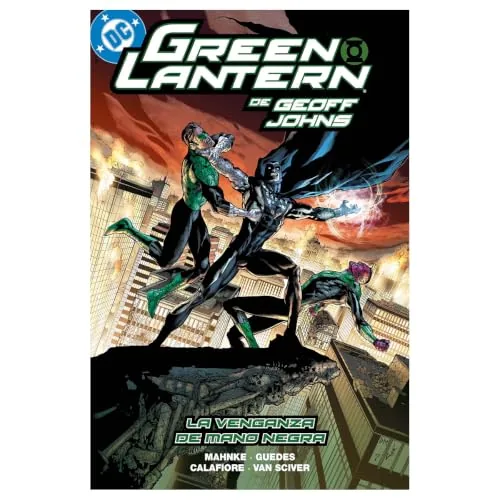 DC
GREEN
LANTERN
DE GEOFF
JOHNS
LA VENGANZA
DE MANO NEGRA
MAHNKE · GUEDES
CALAFIORE · VAN SCIVER